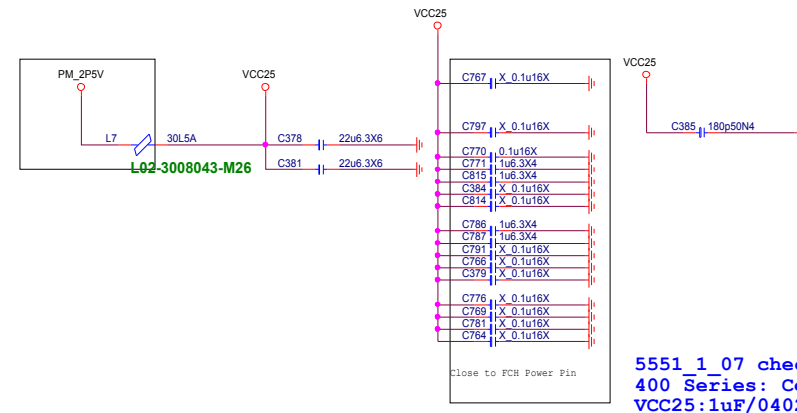 VCC25
PM_2P5V
VCC25
VCC25
L7 30L5A
L02-3008043-M26
C378 22u6.3X6
C381 22u6.3X6
C767 X_0.1u16X
C797 X_0.1u16X
C770 0.1u16X
C771 1u6.3X4
C815 1u6.3X4
C384 X_0.1u16X
C814 X_0.1u16X
C786 1u6.3X4
C787 1u6.3X4
C791 X_0.1u16X
C766 X_0.1u16X
C379 X_0.1u16X
C776 X_0.1u16X
C769 X_0.1u16X
C781 X_0.1u16X
C764 X_0.1u16X
Close to FCH Power Pin
C385 180p50N4
5551_1_07 che
400 Series: C
VCC25:1uF/040